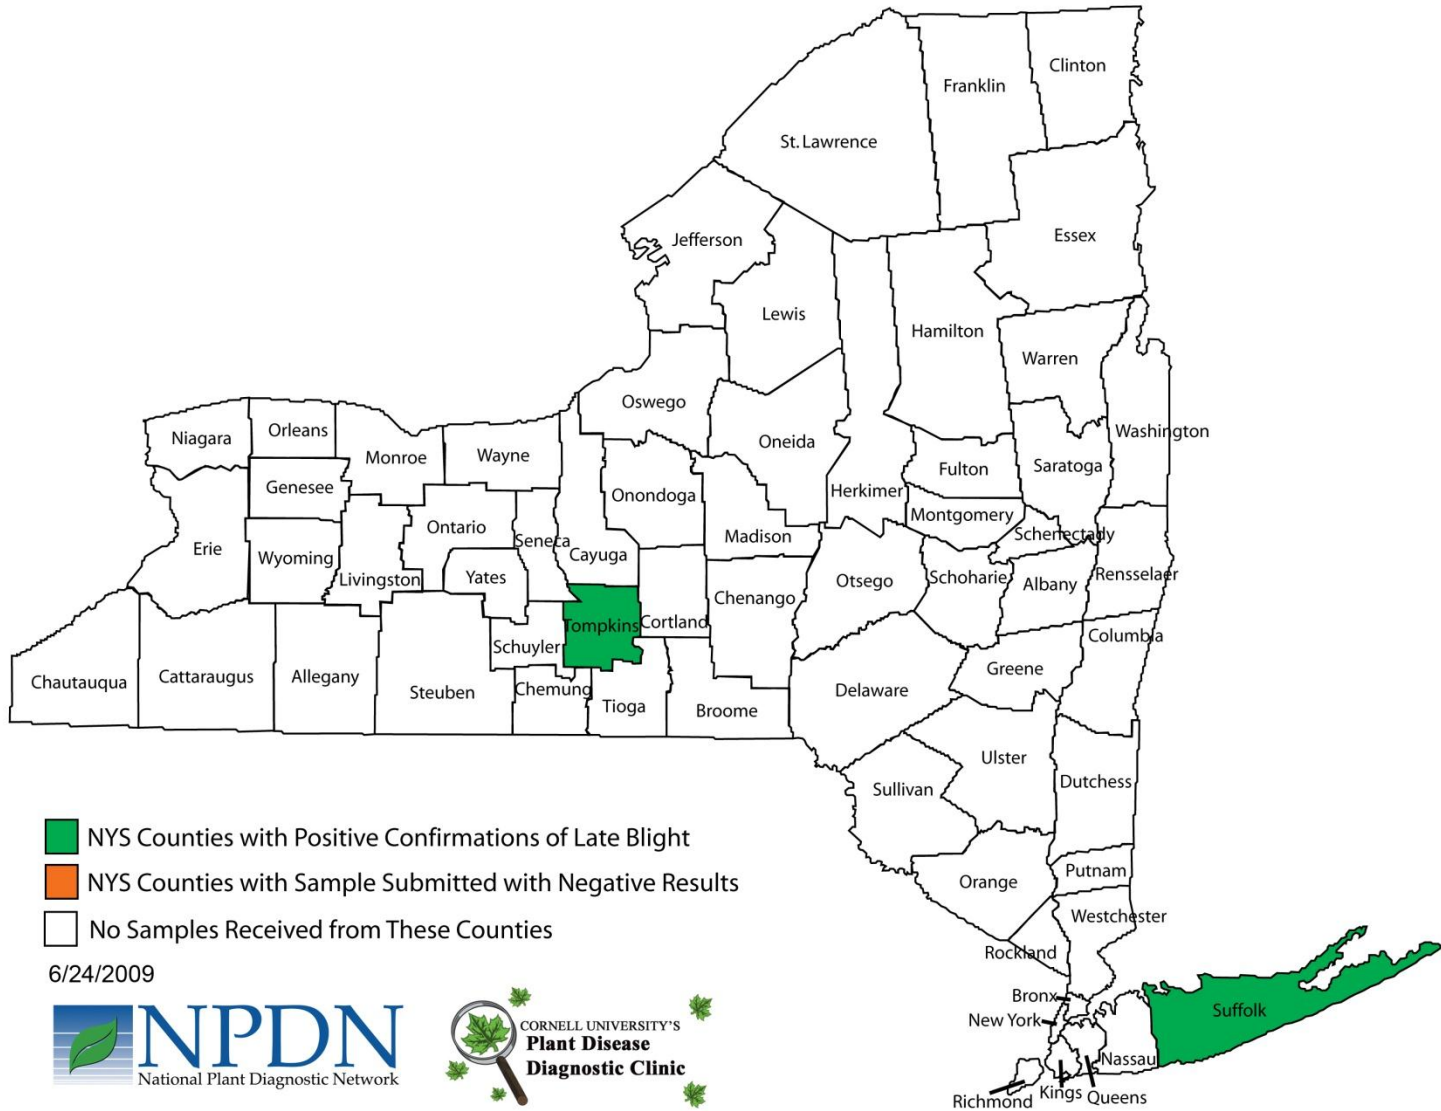 Clinton
Franklin
St. Lawrence
Essex
Jefferson
Lewis
Hamilton
Warren
Oswego
Washington
Oneida
Niagara
Orleans
Monroe
Wayne
Saratoga
Fulton
Genesee
Herkimer
Onondoga
Montgomery
Ontario
Madison
Schenectady
Seneca
Erie
Wyoming
Cayuga
Livingston
Yates
Otsego
Schoharie
Albany
Rensselaer
Chenango
Tompkins
Cortland
Columbia
Schuyler
Greene
Chautauqua
Cattaraugus
Allegany
Steuben
Chemung
Delaware
Tioga
Broome
Ulster
Dutchess
Sullivan
NYS Counties with Positive Confirmations of Late Blight
NYS Counties with Sample Submitted with Negative Results
No Samples Received from These Counties
6/24/2009
Putnam
Orange
Westchester
Rockland
Bronx
New York
Suffolk
Nassau
Kings
Queens
Richmond
NPDN
National Plant Diagnostic Network
CORNELL UNIVERSITY'S
Plant Disease
Diagnostic Clinic